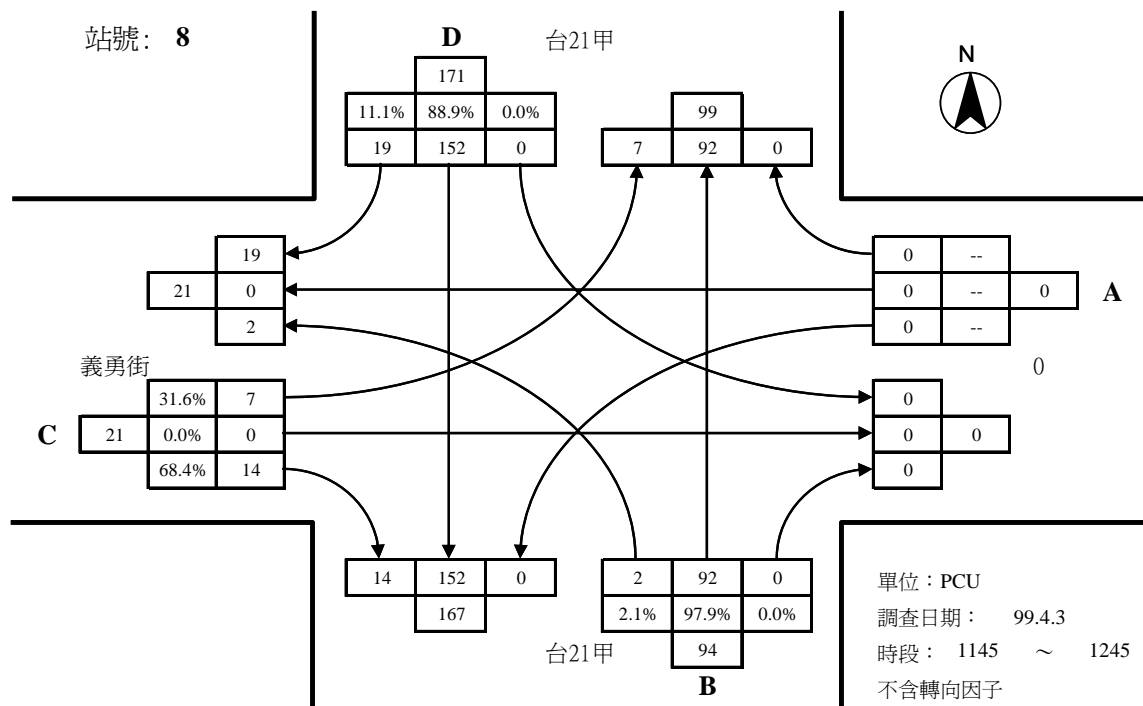 站號： 8
D
台21甲
N
171
11.1% 88.9% 0.0%
19 152 0
99
7 92 0
19
21 0
2
0 --
0 -- 0
0 --
A
義勇街
0
31.6% 7
C
21 0.0% 0
68.4% 14
0
0 0
0
14 152 0
167
2 92 0
2.1% 97.9% 0.0%
94
台21甲
B
單位：PCU
調查日期： 99.4.3
時段： 1145 ～ 1245
不含轉向因子